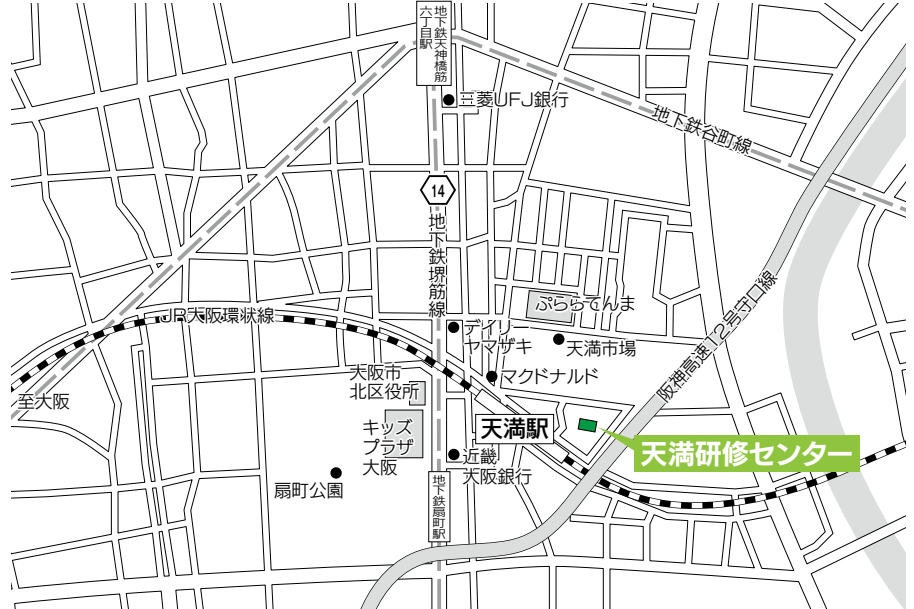 地下鉄天神橋筋
六丁目駅
三菱UFJ銀行
地下鉄谷町線
14
地下鉄堺筋線
ぷららてんま
JR大阪環状線
デイリー
ヤマザキ
天満市場
阪神高速12号守口線
大阪市
北区役所
マクドナルド
至大阪
キッズ
プラザ
大阪
天満駅
天満研修センター
近畿
大阪銀行
扇町公園
地下鉄扇町駅